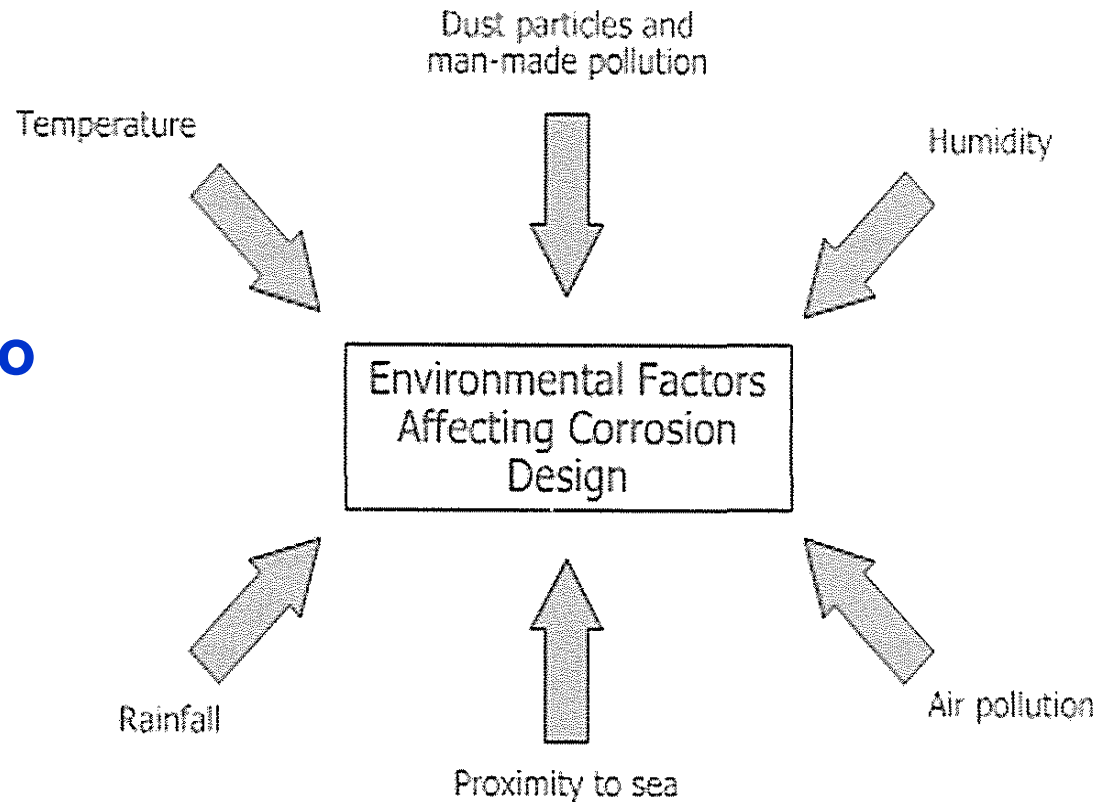 Dust particles and
man-made pollution
Temperature
Humidity
o
Environmental Factors
Affecting Corrosion
Design
Rainfall
Air pollution
Proximity to sea